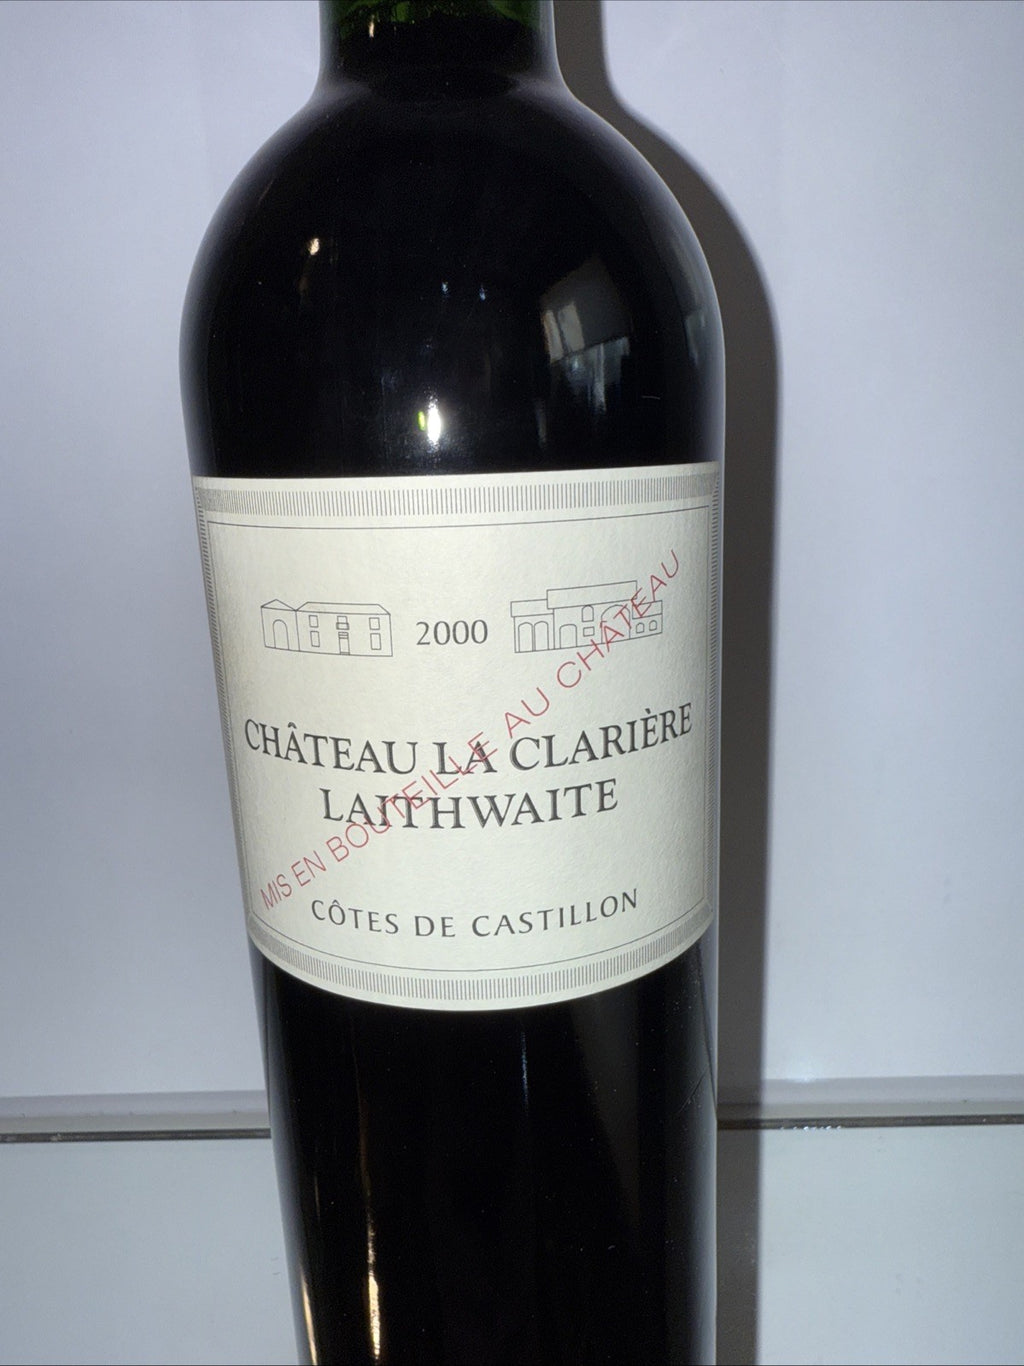 2000
CHÂTEAU LA CLARIÈRE
LAITHWAITE
MIS EN BOUTEILLE AU CHÂTEAU
CÔTES DE CASTILLON